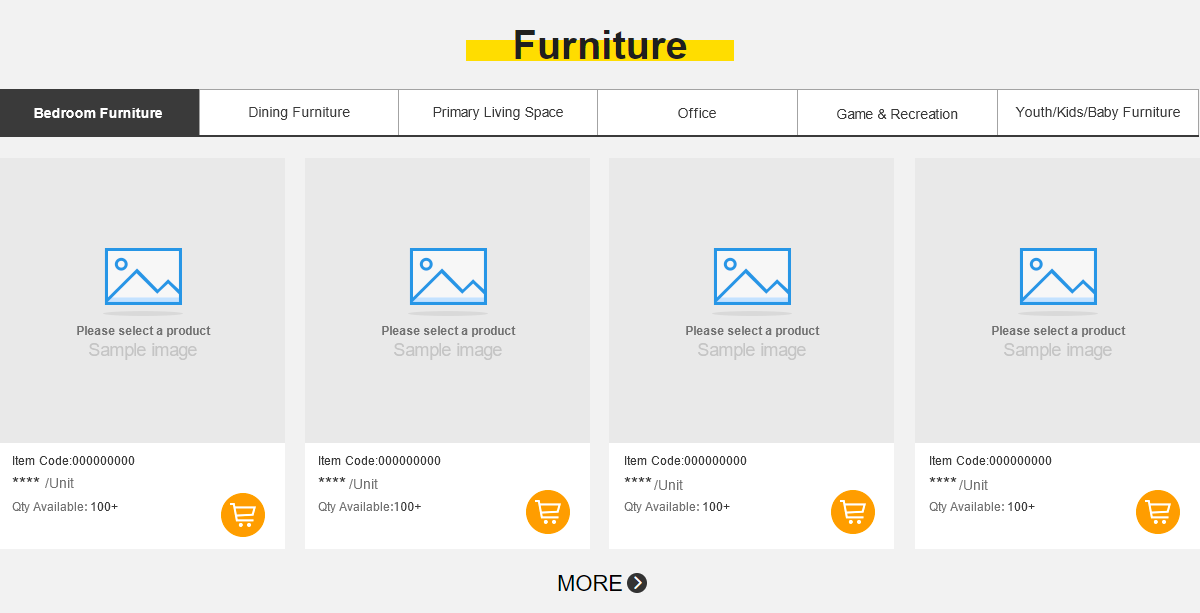 Furniture
Bedroom Furniture
Dining Furniture
Primary Living Space
Office
Game & Recreation
Youth/Kids/Baby Furniture
Please select a product
Sample image
Please select a product
Sample image
Please select a product
Sample image
Please select a product
Sample image
Item Code:000000000
**** /Unit
Qty Available: 100+
Item Code:000000000
**** /Unit
Qty Available:100+
Item Code:000000000
**** /Unit
Qty Available: 100+
Item Code:000000000
**** /Unit
Qty Available: 100+
MORE